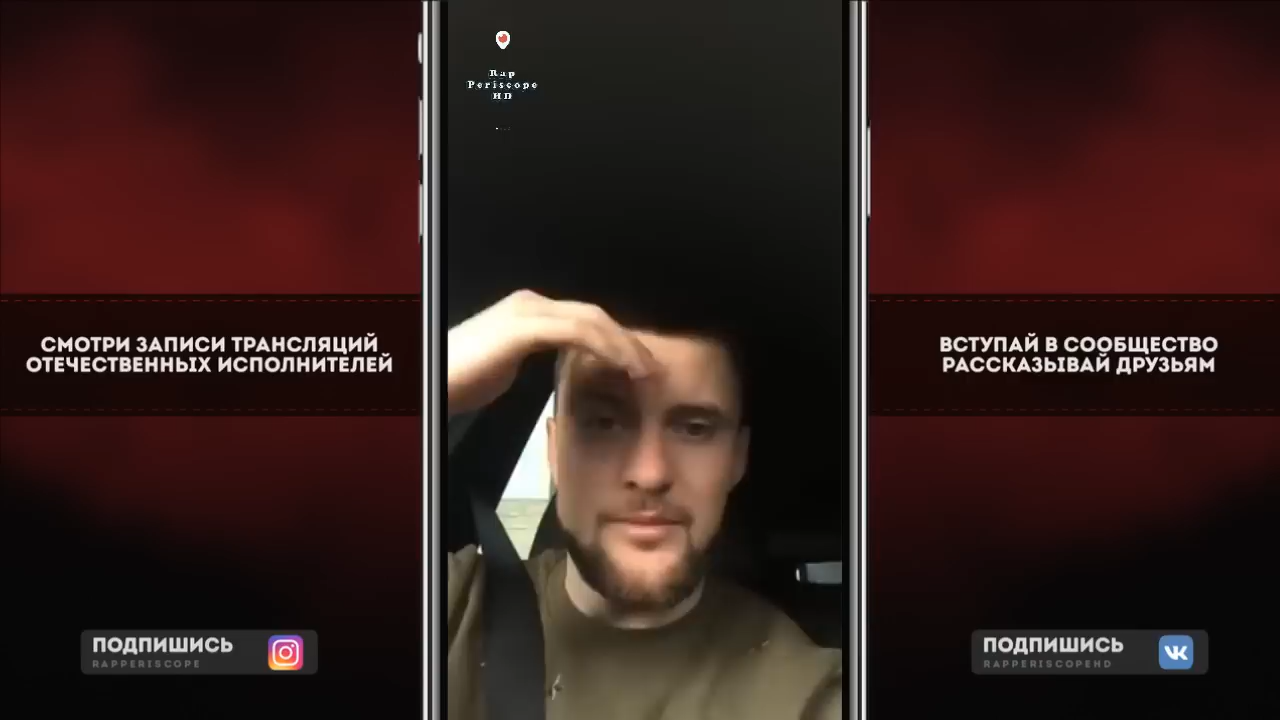 Rap
Periscope
HD
СМОТРИ ЗАПИСИ ТРАНСЛЯЦИЙ
ОТЕЧЕСТВЕННЫХ ИСПОЛНИТЕЛЕЙ
ВСТУПАЙ В СООБЩЕСТВО
РАССКАЗЫВАЙ ДРУЗЬЯМ
ПОДПИШИСЬ
RAPPERISCOPE
ПОДПИШИСЬ
RAPPERISCOPEHD